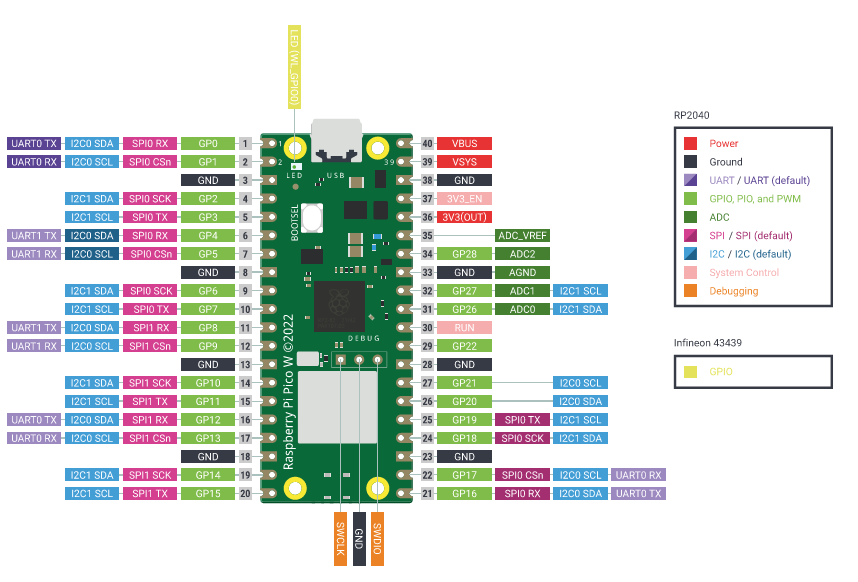 LED (WL_GPIO0)
UART0 TX I2C0 SDA SPI0 RX GP0 1
UART0 RX I2C0 SCL SPI0 CSn GP1 2
GND 3
I2C1 SDA SPI0 SCK GP2 4
I2C1 SCL SPI0 TX GP3 5
UART1 TX I2C0 SDA SPI0 RX GP4 6
UART1 RX I2C0 SCL SPI0 CSn GP5 7
GND 8
I2C1 SDA SPI0 SCK GP6 9
I2C1 SCL SPI0 TX GP7 10
UART1 TX I2C0 SDA SPI1 RX GP8 11
UART1 RX I2C0 SCL SPI1 CSn GP9 12
GND 13
I2C1 SDA SPI1 SCK GP10 14
I2C1 SCL SPI1 TX GP11 15
UART0 TX I2C0 SDA SPI1 RX GP12 16
UART0 RX I2C0 SCL SPI1 CSn GP13 17
GND 18
I2C1 SDA SPI1 SCK GP14 19
I2C1 SCL SPI1 TX GP15 20
1
2
39
LED
USB
BOOTSEL
DEBUG
Raspberry Pi Pico W ©2022
SWCLK
GND
SWDIO
40 VBUS
39 VSYS
38 GND
37 3V3_EN
36 3V3(OUT)
35 ADC_VREF
34 GP28 ADC2
33 GND AGND
32 GP27 ADC1 I2C1 SCL
31 GP26 ADC0 I2C1 SDA
30 RUN
29 GP22
28 GND
27 GP21 I2C0 SCL
26 GP20 I2C0 SDA
25 GP19 SPI0 TX I2C1 SCL
24 GP18 SPI0 SCK I2C1 SDA
23 GND
22 GP17 SPI0 CSn I2C0 SCL UART0 RX
21 GP16 SPI0 RX I2C0 SDA UART0 TX
RP2040
Power
Ground
UART / UART (default)
GPIO, PIO, and PWM
ADC
SPI / SPI (default)
I2C / I2C (default)
System Control
Debugging
Infineon 43439
GPIO